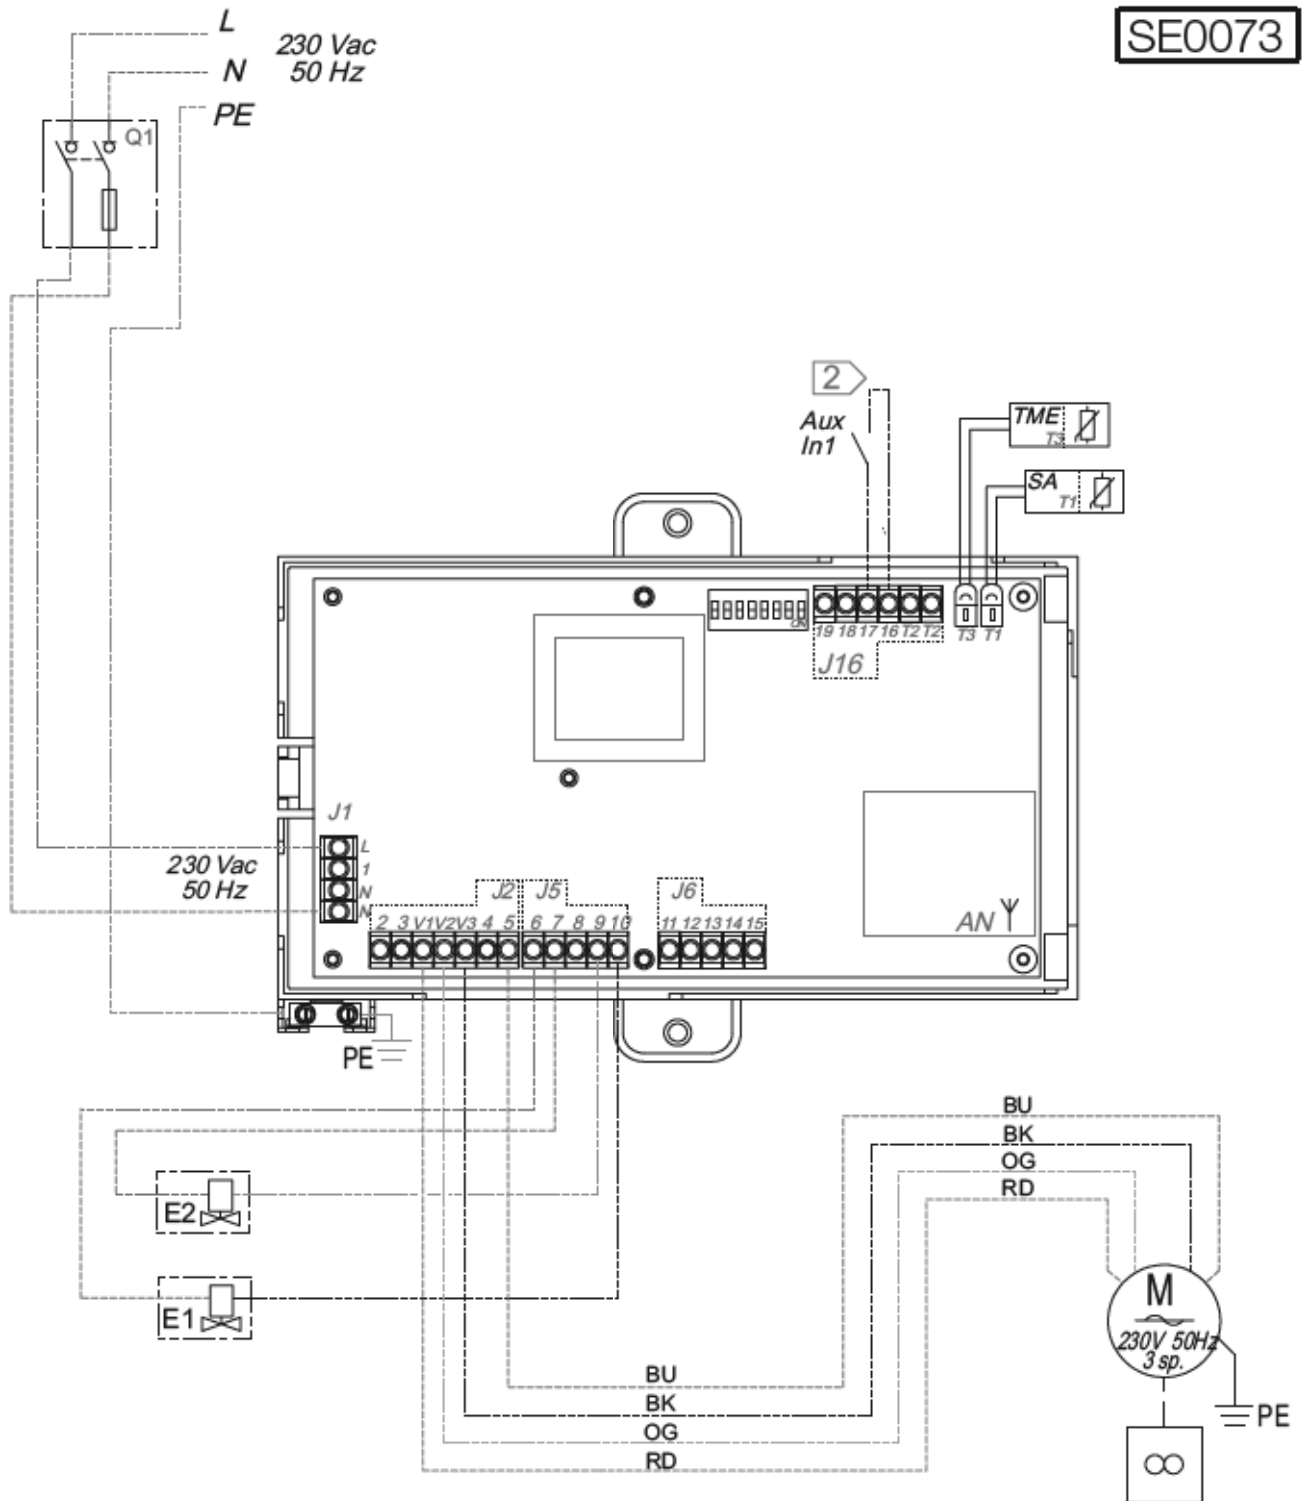 L
SE0073
230 Vac
N
50 Hz
PE
Q1
2
Aux
In1
TME
T3
SA
T1
ON
19 18 17 16 T2 T2
T3 T1
J16
J1
L
1
N
N
230 Vac
50 Hz
J2 J5 J6
2 3 V1 V2 V3 4 5 6 7 8 9 10 11 12 13 14 15
AN
PE
BU
BK
OG
RD
E2
E1
M
230V 50Hz
3 sp.
BU
BK
OG
RD
PE